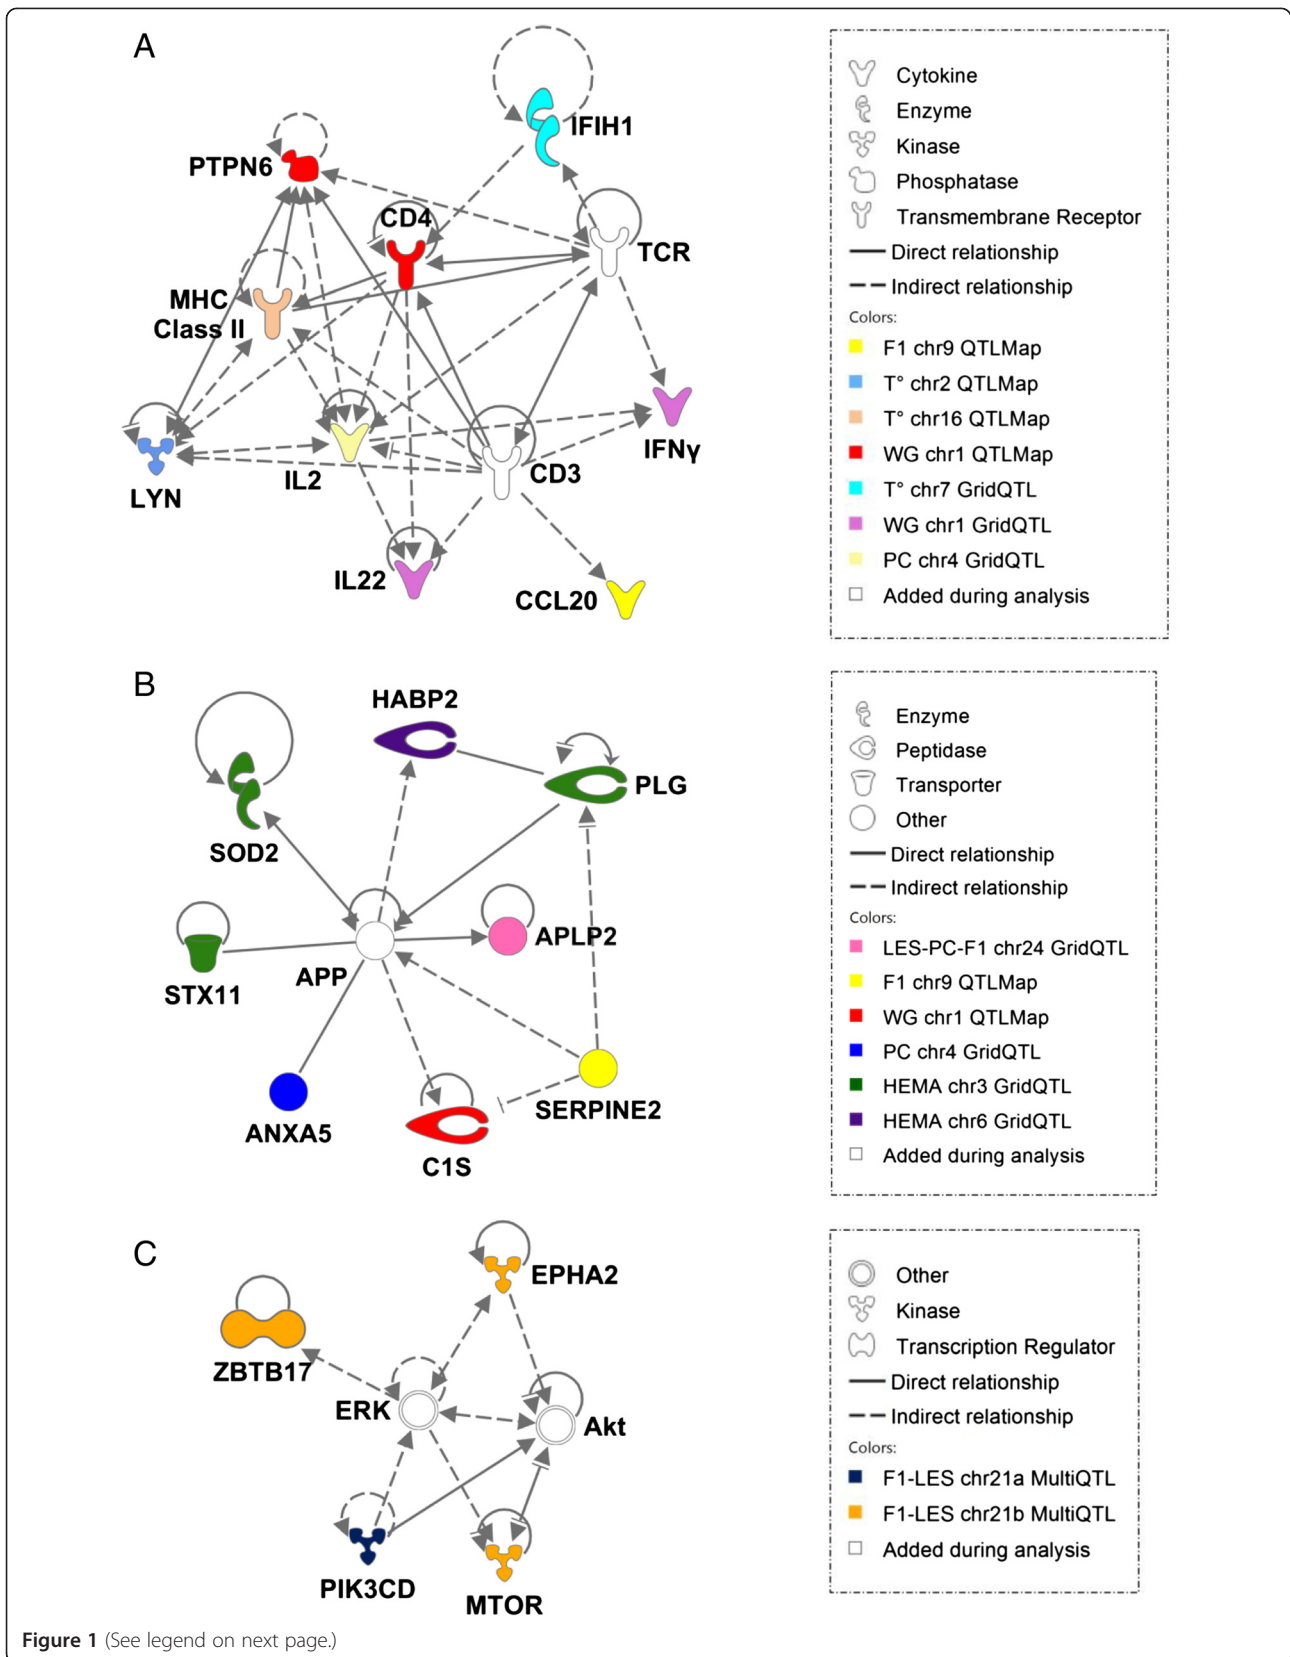 A
IFIH1
PTPN6
CD4
TCR
MHC
Class II
IFNγ
LYN
IL2
CD3
IL22
CCL20
Cytokine
Enzyme
Kinase
Phosphatase
Transmembrane Receptor
Direct relationship
Indirect relationship
Colors:
F1 chr9 QTLMap
T° chr2 QTLMap
T° chr16 QTLMap
WG chr1 QTLMap
T° chr7 GridQTL
WG chr1 GridQTL
PC chr4 GridQTL
Added during analysis
B
HABP2
PLG
SOD2
APLP2
APP
STX11
SERPINE2
ANXA5
C1S
Enzyme
Peptidase
Transporter
Other
Direct relationship
Indirect relationship
Colors:
LES-PC-F1 chr24 GridQTL
F1 chr9 QTLMap
WG chr1 QTLMap
PC chr4 GridQTL
HEMA chr3 GridQTL
HEMA chr6 GridQTL
Added during analysis
C
EPHA2
ZBTB17
ERK
Akt
PIK3CD
MTOR
Other
Kinase
Transcription Regulator
Direct relationship
Indirect relationship
Colors:
F1-LES chr21a MultiQTL
F1-LES chr21b MultiQTL
Added during analysis
Figure 1 (See legend on next page.)